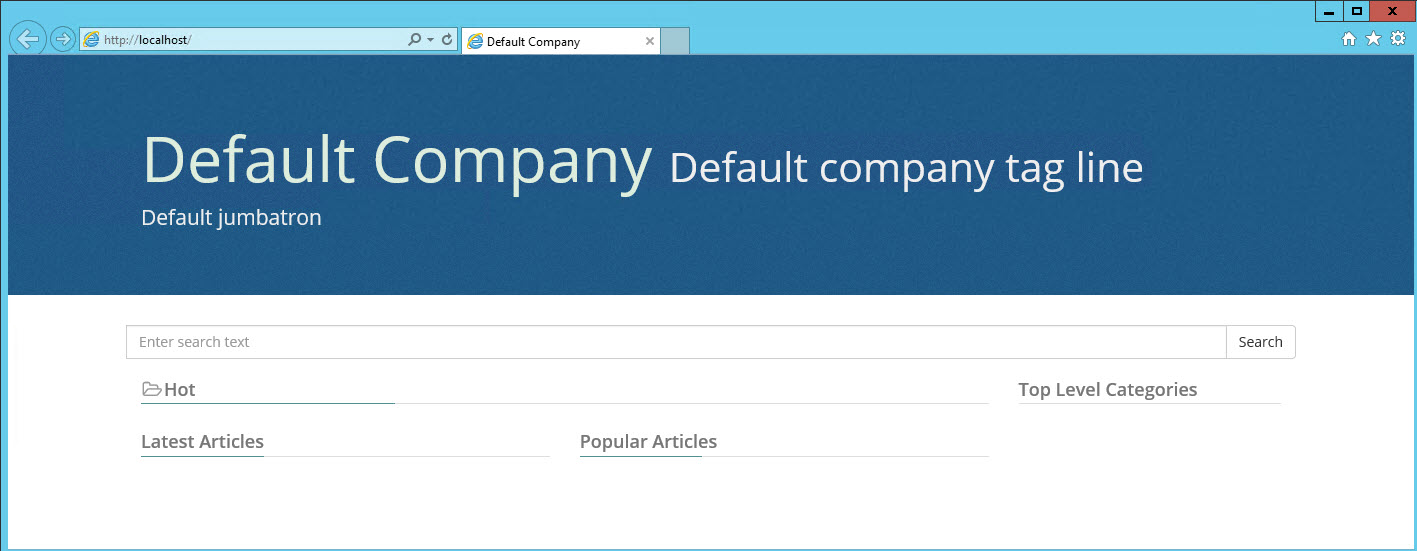 http://localhost/
Default Company
Default Company Default company tag line
Default jumbatron
Enter search text
Search
Hot
Top Level Categories
Latest Articles
Popular Articles